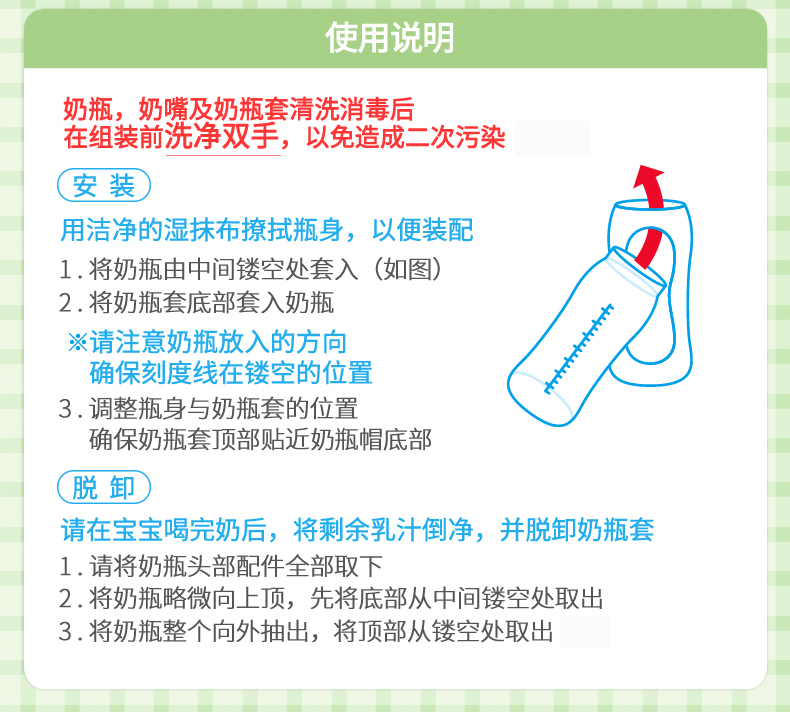 使用说明
奶瓶，奶嘴及奶瓶套清洗消毒后
在组装前洗净双手，以免造成二次污染
安 装
用洁净的湿抹布撩拭瓶身，以便装配
1.将奶瓶由中间镂空处套入（如图）
2.将奶瓶套底部套入奶瓶
※请注意奶瓶放入的方向
确保刻度线在镂空的位置
3.调整瓶身与奶瓶套的位置
确保奶瓶套顶部贴近奶瓶帽底部
脱 卸
请在宝宝喝完奶后，将剩余乳汁倒净，并脱卸奶瓶套
1.请将奶瓶头部配件全部取下
2.将奶瓶略微向上顶，先将底部从中间镂空处取出
3.将奶瓶整个向外抽出，将顶部从镂空处取出